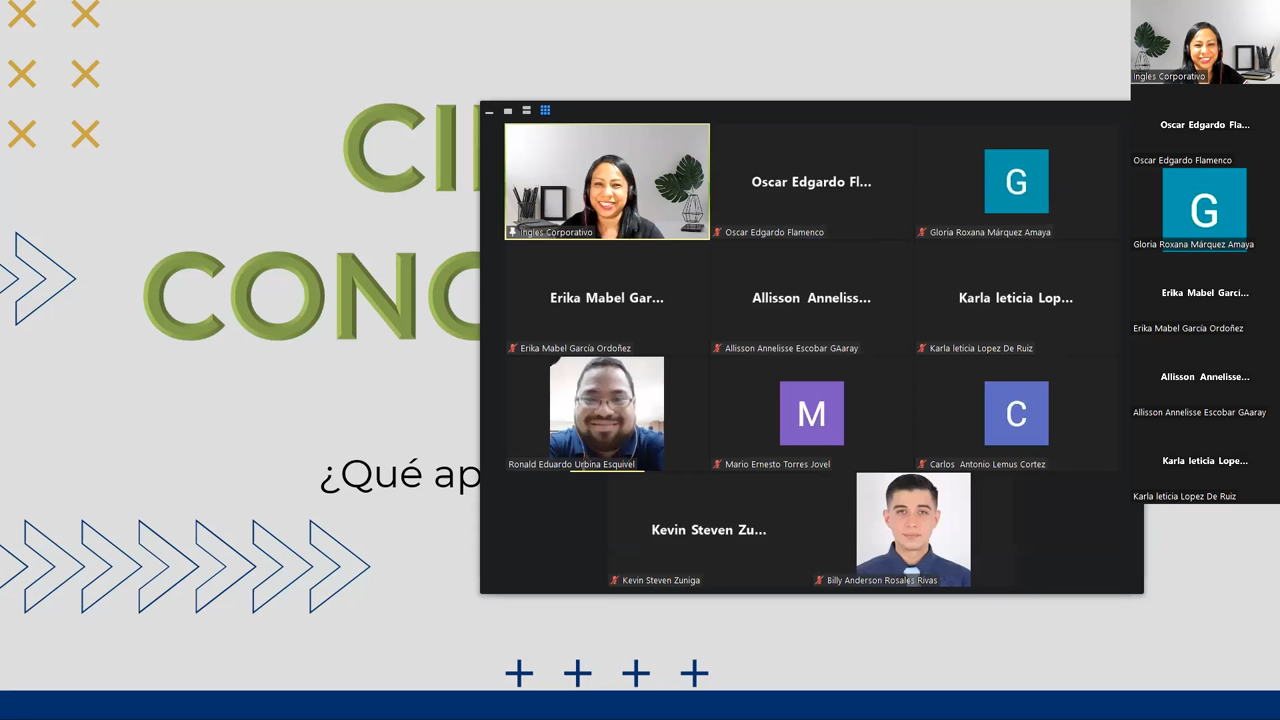 CI
CONC
¿Qué ap
Ingles Corporativo
Oscar Edgardo Fl...
Oscar Edgardo Flamenco
G
Gloria Roxana Márquez Amaya
Erika Mabel Gar...
Erika Mabel García Ordoñez
Allisson Anneliss...
Allisson Annelisse Escobar GAaray
Karla leticia Lop...
Karla leticia Lopez De Ruiz
Ronald Eduardo Urbina Esquivel
M
Mario Ernesto Torres Jovel
C
Carlos Antonio Lemus Cortez
Kevin Steven Zu...
Kevin Steven Zuniga
Billy Anderson Rosales Rivas
Ingles Corporativo
Oscar Edgardo Fla...
Oscar Edgardo Flamenco
G
Gloria Roxana Márquez Amaya
Erika Mabel Garcí...
Erika Mabel García Ordoñez
Allisson Annelisse...
Allisson Annelisse Escobar GAaray
Karla leticia Lope...
Karla leticia Lopez De Ruiz